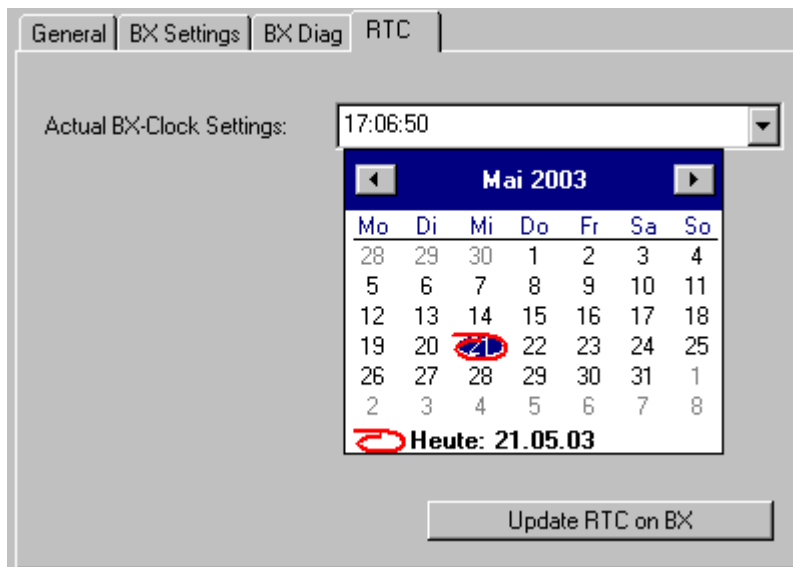 General BX Settings BX Diag RTC
Actual BX-Clock Settings: 17:06:50
Mai 2003
Mo Di Mi Do Fr Sa So
28 29 30 1 2 3 4
5 6 7 8 9 10 11
12 13 14 15 16 17 18
19 20 21 22 23 24 25
26 27 28 29 30 31 1
2 3 4 5 6 7 8
Heute: 21.05.03
Update RTC on BX